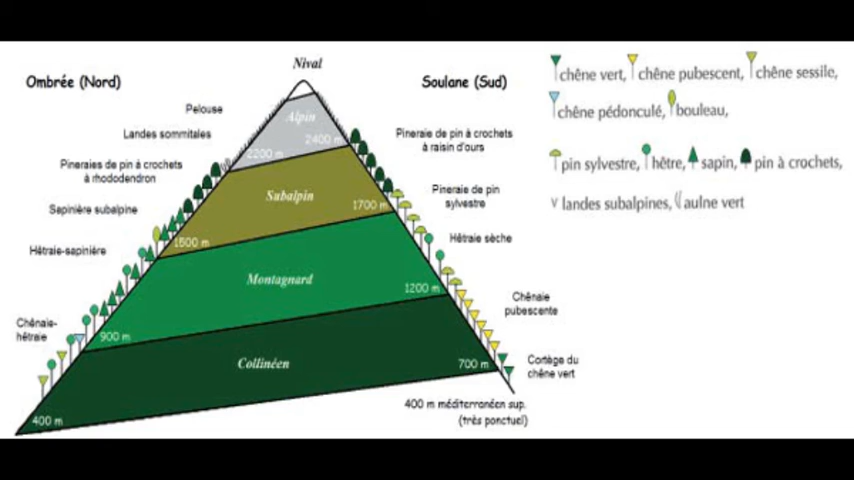 Nival
Ombrée (Nord)
Soulane (Sud)
Pelouse
Landes sommitales
Pineraies de pin à crochets
à rhododendron
Sapinière subalpine
Hêtraie-sapinière
Chênaie-
hêtraie
Alpin
2200 m
2400 m
Subalpin
1500 m
1700 m
Montagnard
900 m
1200 m
Collinéen
400 m
700 m
Pineraie de pin à crochets
à raisin d'ours
Pineraie de pin
sylvestre
Hêtraie sèche
Chênaie
pubescente
Cortège du
chêne vert
400 m méditerranéen sup.
(très ponctuel)
chêne vert, chêne pubescent, chêne sessile,
chêne pédonculé, bouleau,
pin sylvestre, hêtre, sapin, pin à crochets,
landes subalpines, aulne vert